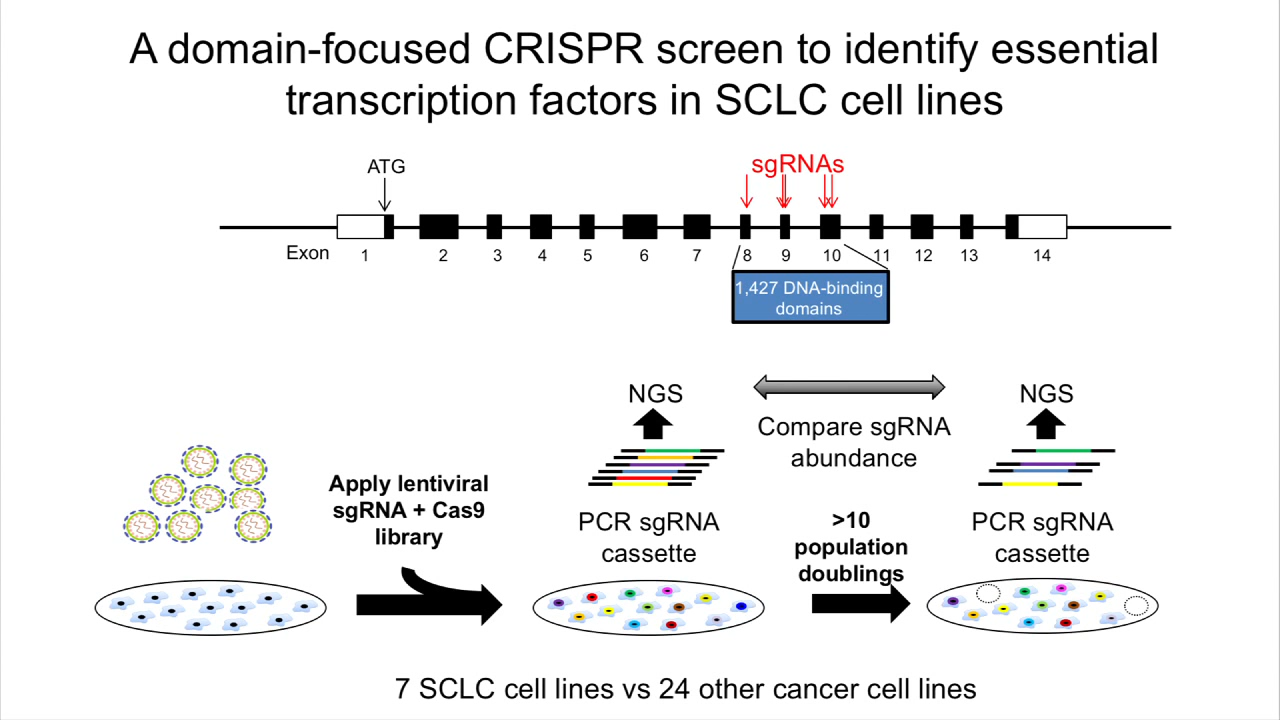 A domain-focused CRISPR screen to identify essential
transcription factors in SCLC cell lines
ATG
sgRNAs
Exon 1 2 3 4 5 6 7 8 9 10 11 12 13 14
1,427 DNA-binding
domains
NGS
NGS
Compare sgRNA
abundance
Apply lentiviral
sgRNA + Cas9
library
PCR sgRNA
cassette
>10
population
doublings
PCR sgRNA
cassette
7 SCLC cell lines vs 24 other cancer cell lines